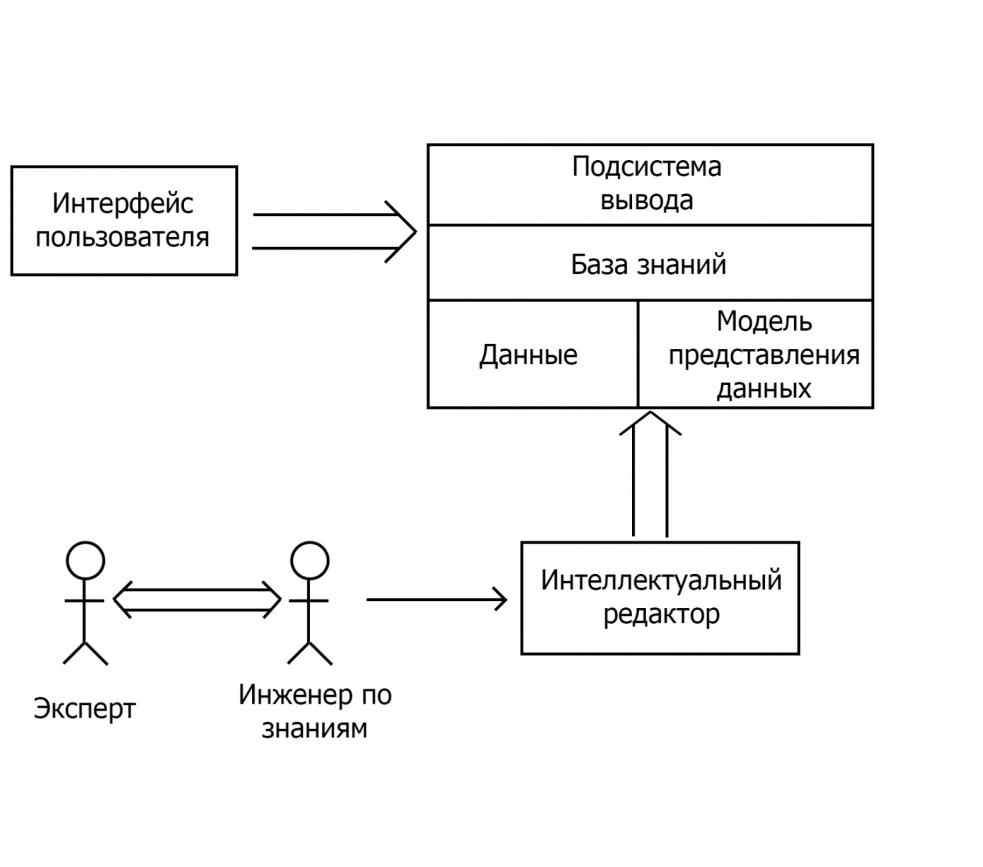 Подсистема
вывода
Интерфейс
пользователя
База знаний
Данные
Модель
представления
данных
Интеллектуальный
редактор
Эксперт
Инженер по
знаниям